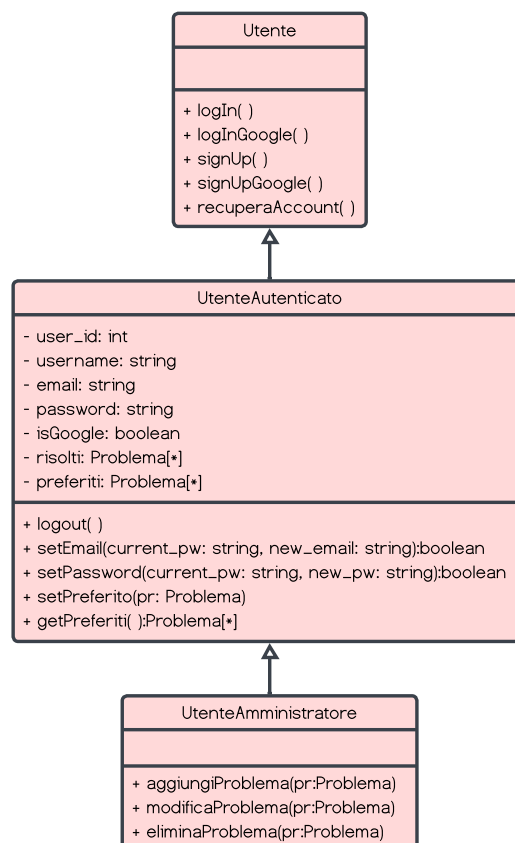 Utente
+ logIn( )
+ logInGoogle( )
+ signUp( )
+ signUpGoogle( )
+ recuperaAccount( )
UtenteAutenticato
- user_id: int
- username: string
- email: string
- password: string
- isGoogle: boolean
- risolti: Problema[*]
- preferiti: Problema[*]
+ logout( )
+ setEmail(current_pw: string, new_email: string):boolean
+ setPassword(current_pw: string, new_pw: string):boolean
+ setPreferito(pr: Problema)
+ getPreferiti( ):Problema[*]
UtenteAmministratore
+ aggiungiProblema(pr:Problema)
+ modificaProblema(pr:Problema)
+ eliminaProblema(pr:Problema)